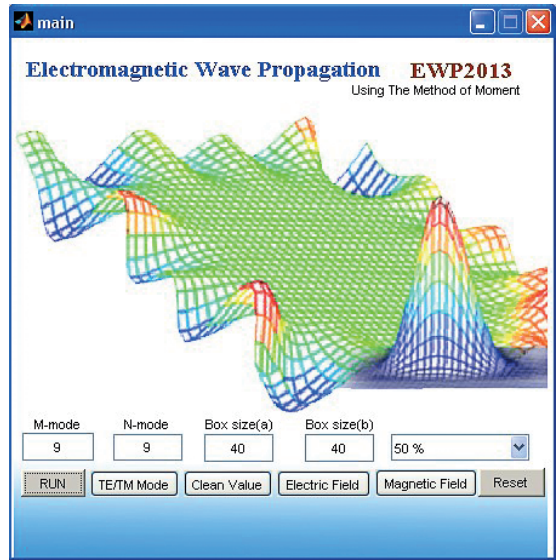 main
Electromagnetic Wave Propagation EWP2013
Using The Method of Moment
M-mode N-mode Box size(a) Box size(b)
9 9 40 40 50 %
RUN TE/TM Mode Clean Value Electric Field Magnetic Field Reset